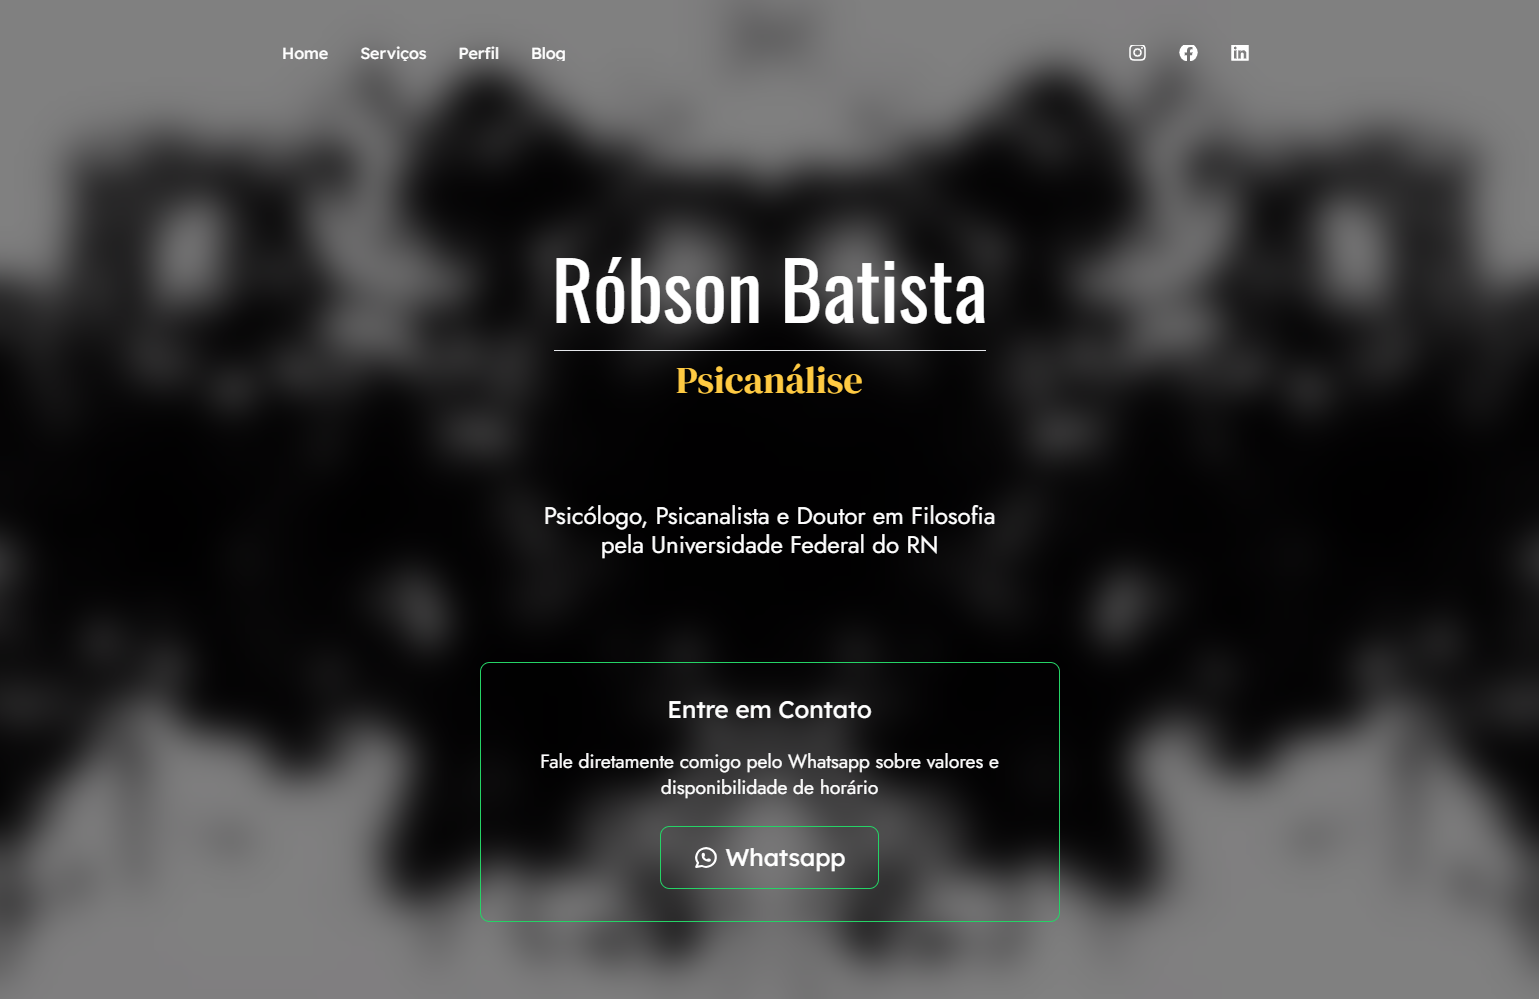 Home Serviços Perfil Blog
Róbson Batista
Psicanálise
Psicólogo, Psicanalista e Doutor em Filosofia
pela Universidade Federal do RN
Entre em Contato
Fale diretamente comigo pelo Whatsapp sobre valores e
disponibilidade de horário
Whatsapp